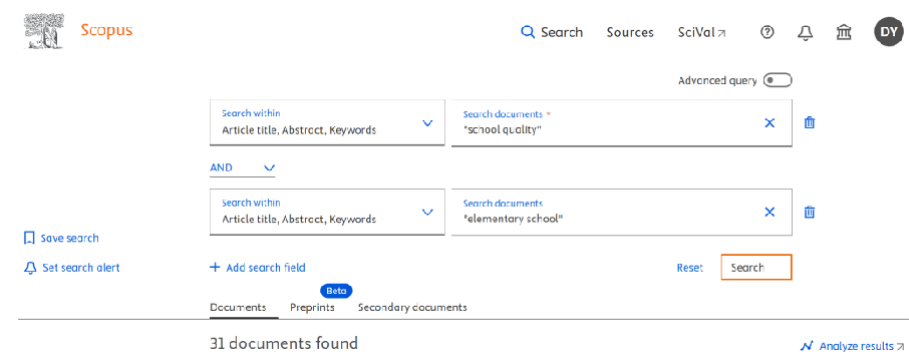 Scopus
Search Sources SciVal DY
Advanced query
Search within
Article title, Abstract, Keywords
Search documents *
"school quality"
AND
Search within
Article title, Abstract, Keywords
Search documents
"elementary school"
Save search
Set search alert
Add search field
Reset Search
Beta
Documents Preprints Secondary documents
31 documents found
Analyze results